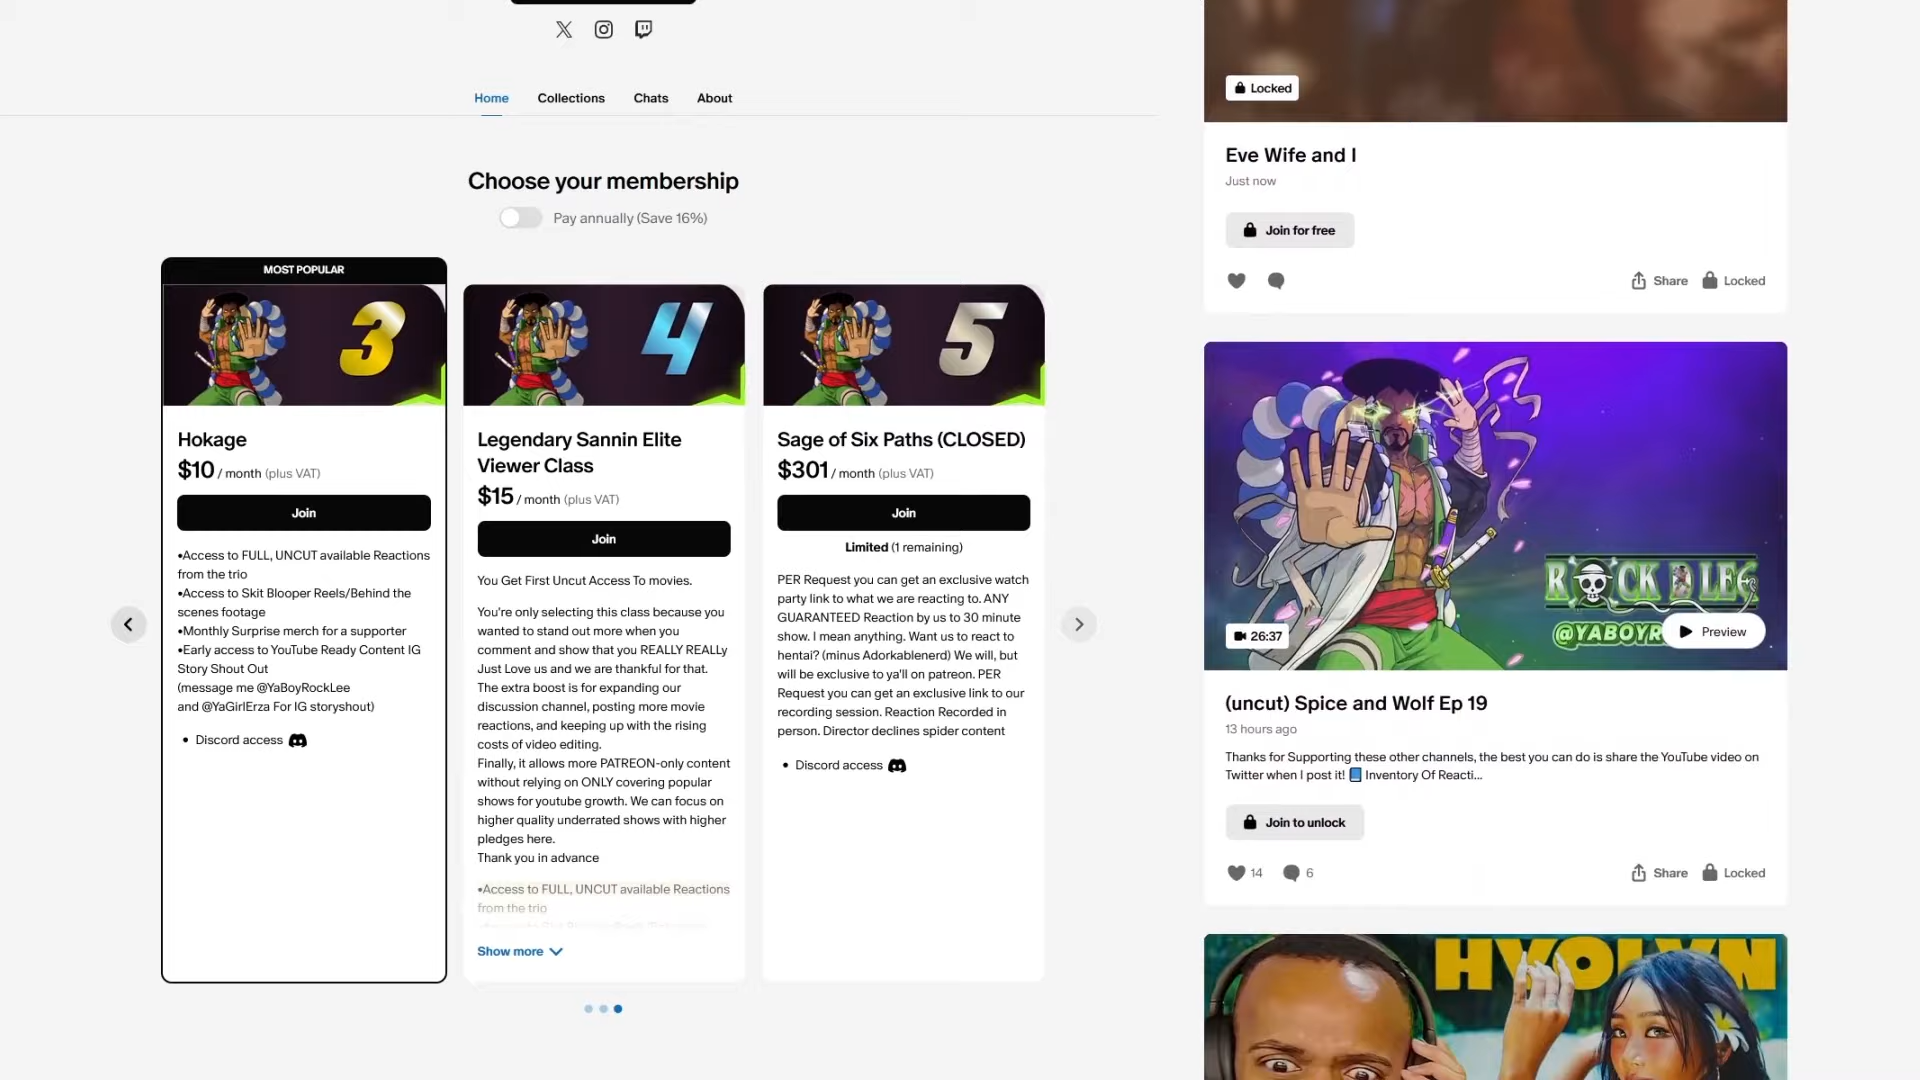 Home
Collections
Chats
About
Choose your membership
Pay annually (Save 16%)
MOST POPULAR
3
Hokage
$10 / month (plus VAT)
Join
•Access to FULL, UNCUT available Reactions
from the trio
•Access to Skit Blooper Reels/Behind the
scenes footage
•Monthly Surprise merch for a supporter
•Early access to YouTube Ready Content IG
Story Shout Out
(message me @YaBoyRockLee
and @YaGirlErza For IG storyshout)
• Discord access
4
Legendary Sannin Elite
Viewer Class
$15 / month (plus VAT)
Join
You Get First Uncut Access To movies.
You're only selecting this class because you
wanted to stand out more when you
comment and show that you REALLY REALLy
Just Love us and we are thankful for that.
The extra boost is for expanding our
discussion channel, posting more movie
reactions, and keeping up with the rising
costs of video editing.
Finally, it allows more PATREON-only content
without relying on ONLY covering popular
shows for youtube growth. We can focus on
higher quality underrated shows with higher
pledges here.
Thank you in advance
•Access to FULL, UNCUT available Reactions
from the trio
Show more
5
Sage of Six Paths (CLOSED)
$301 / month (plus VAT)
Join
Limited (1 remaining)
PER Request you can get an exclusive watch
party link to what we are reacting to. ANY
GUARANTEED Reaction by us to 30 minute
show. I mean anything. Want us to react to
hentai? (minus Adorkablenerd) We will, but
will be exclusive to ya'll on patreon. PER
Request you can get an exclusive link to our
recording session. Reaction Recorded in
person. Director declines spider content
• Discord access
Locked
Eve Wife and I
Just now
Join for free
Share
Locked
ROCK D LEE
@YABOYR
26:37
Preview
(uncut) Spice and Wolf Ep 19
13 hours ago
Thanks for Supporting these other channels, the best you can do is share the YouTube video on
Twitter when I post it! 📘 Inventory Of Reacti...
Join to unlock
14
6
Share
Locked